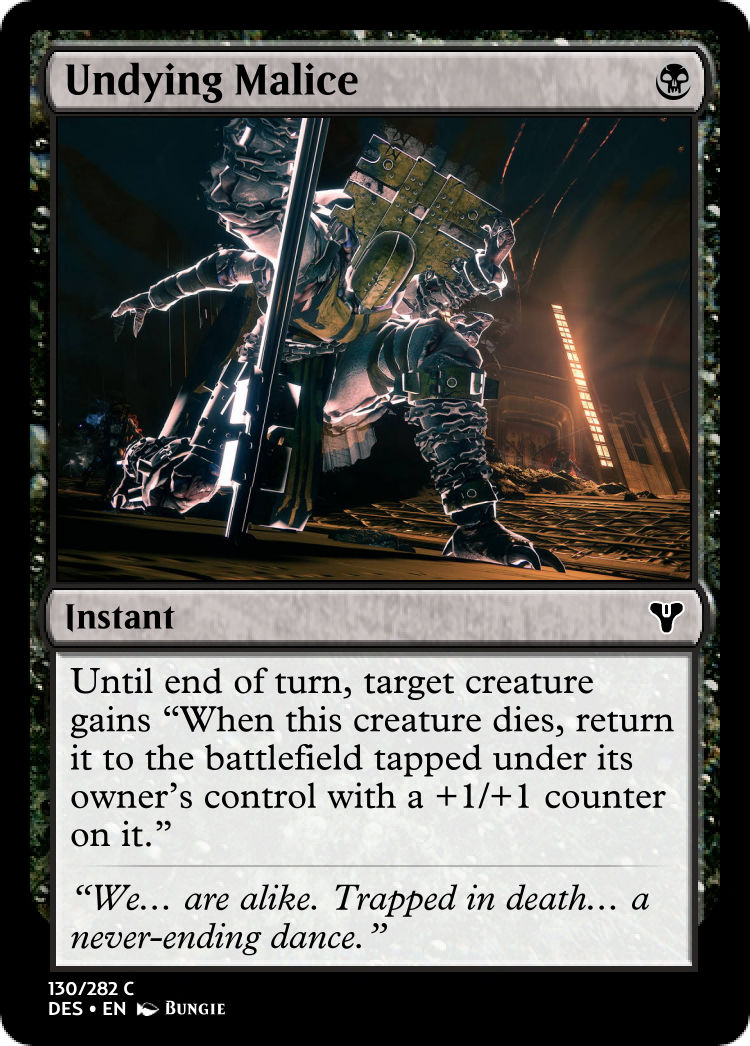 Undying Malice
Instant
Until end of turn, target creature
gains “When this creature dies, return
it to the battlefield tapped under its
owner’s control with a +1/+1 counter
on it.”
“We… are alike. Trapped in death… a
never-ending dance.”
130/282 C
DES • EN Bungie